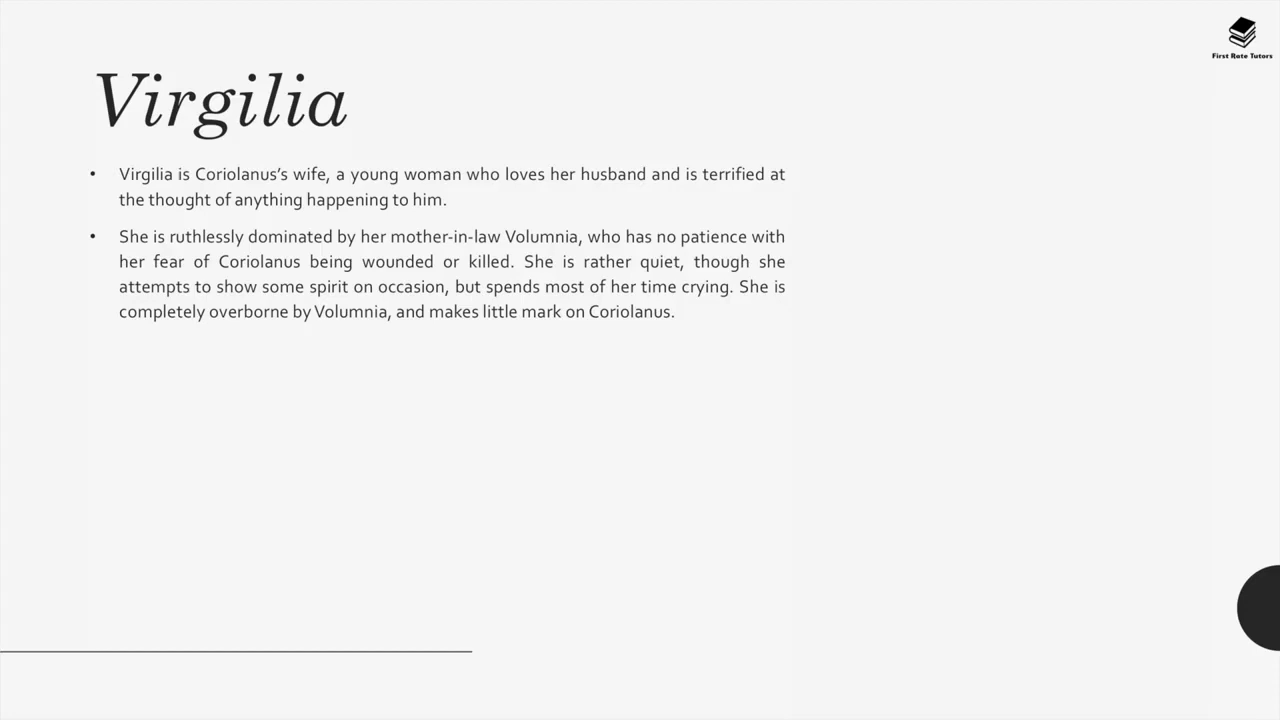 First Rate Tutors
Virgilia
• Virgilia is Coriolanus’s wife, a young woman who loves her husband and is terrified at
the thought of anything happening to him.
• She is ruthlessly dominated by her mother-in-law Volumnia, who has no patience with
her fear of Coriolanus being wounded or killed. She is rather quiet, though she
attempts to show some spirit on occasion, but spends most of her time crying. She is
completely overborne by Volumnia, and makes little mark on Coriolanus.